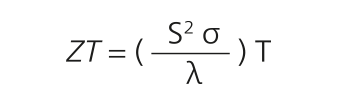 ZT = ( S² σ / λ ) T